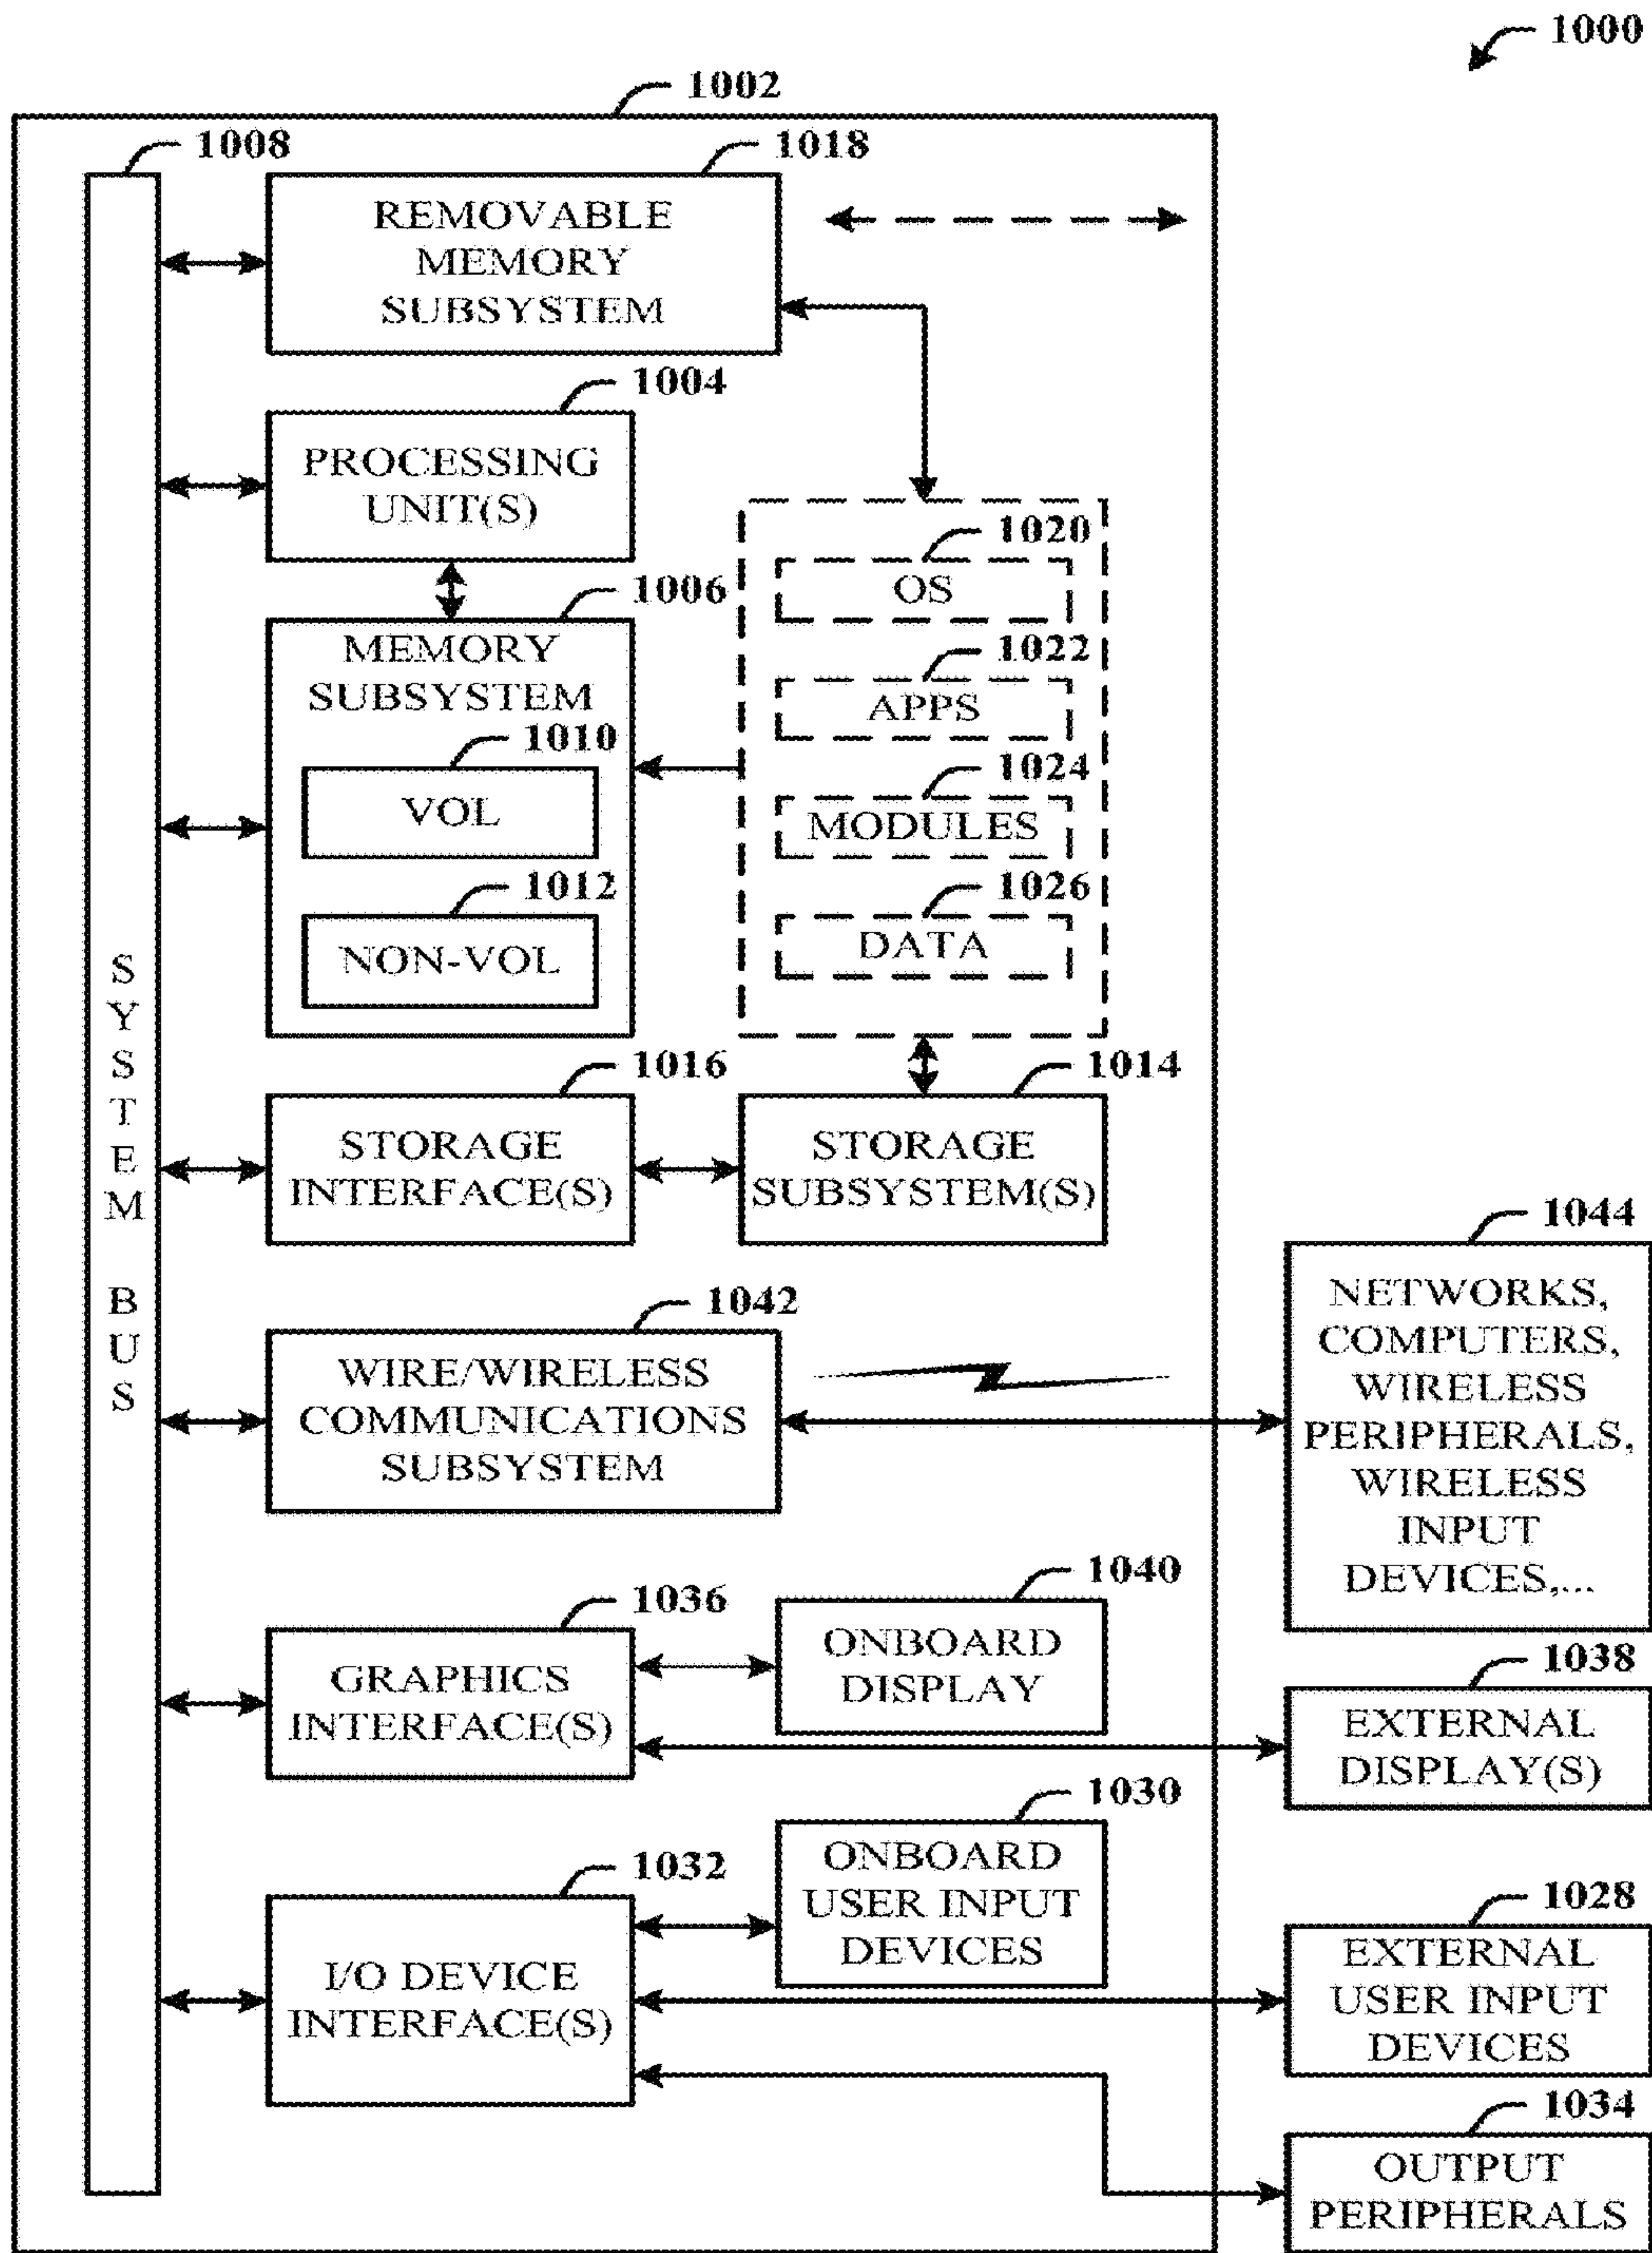 1000
1002
1008
1018
REMOVABLE
MEMORY
SUBSYSTEM
1004
PROCESSING
UNIT(S)
1006
MEMORY
SUBSYSTEM
1010
VOL
1012
NON-VOL
1020
OS
1022
APPS
1024
MODULES
1026
DATA
SYSTEM BUS
1016
STORAGE
INTERFACE(S)
1014
STORAGE
SUBSYSTEM(S)
1042
WIRE/WIRELESS
COMMUNICATIONS
SUBSYSTEM
1044
NETWORKS,
COMPUTERS,
WIRELESS
PERIPHERALS,
WIRELESS
INPUT
DEVICES,...
1036
GRAPHICS
INTERFACE(S)
1040
ONBOARD
DISPLAY
1038
EXTERNAL
DISPLAY(S)
1032
I/O DEVICE
INTERFACE(S)
1030
ONBOARD
USER INPUT
DEVICES
1028
EXTERNAL
USER INPUT
DEVICES
1034
OUTPUT
PERIPHERALS